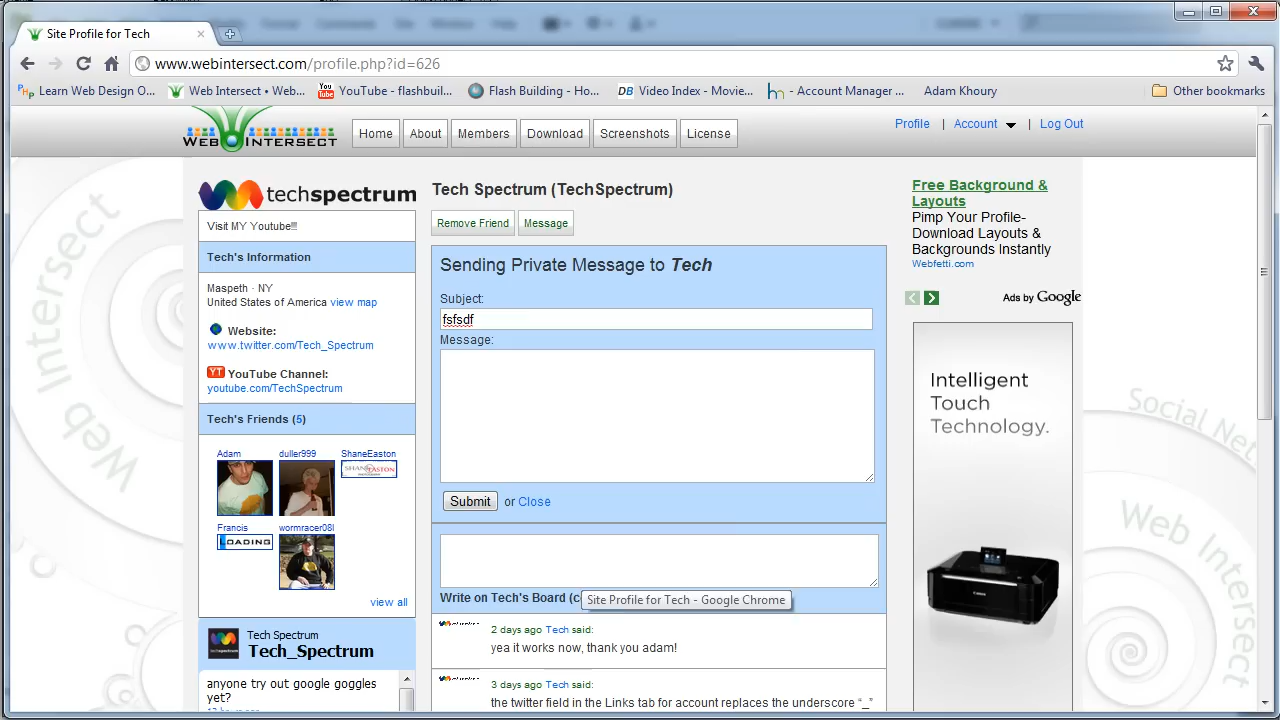 Site Profile for Tech
www.webintersect.com/profile.php?id=626
Learn Web Design O...
Web Intersect • Web...
YouTube - flashbuil...
Flash Building - Ho...
DB Video Index - Movie...
- Account Manager ...
Adam Khoury
Other bookmarks
WEB INTERSECT
Home
About
Members
Download
Screenshots
License
Profile | Account | Log Out
techspectrum
Visit MY Youtube!!!
Tech's Information
Maspeth · NY
United States of America view map
Website:
www.twitter.com/Tech_Spectrum
YT YouTube Channel:
youtube.com/TechSpectrum
Tech's Friends (5)
Adam
duller999
ShaneEaston
SHANEEASTON
Francis
wormracer08l
LOADING
view all
Tech Spectrum
Tech_Spectrum
anyone try out google goggles
yet?
Tech Spectrum (TechSpectrum)
Remove Friend
Message
Sending Private Message to Tech
Subject:
fsfsdf
Message:
Submit or Close
Write on Tech's Board (c
Site Profile for Tech - Google Chrome
2 days ago Tech said:
yea it works now, thank you adam!
3 days ago Tech said:
the twitter field in the Links tab for account replaces the underscore “_”
Free Background &
Layouts
Pimp Your Profile-
Download Layouts &
Backgrounds Instantly
Webfetti.com
Ads by Google
Intelligent
Touch
Technology.
Canon
Web Intersect
Social Net
Web Intersect